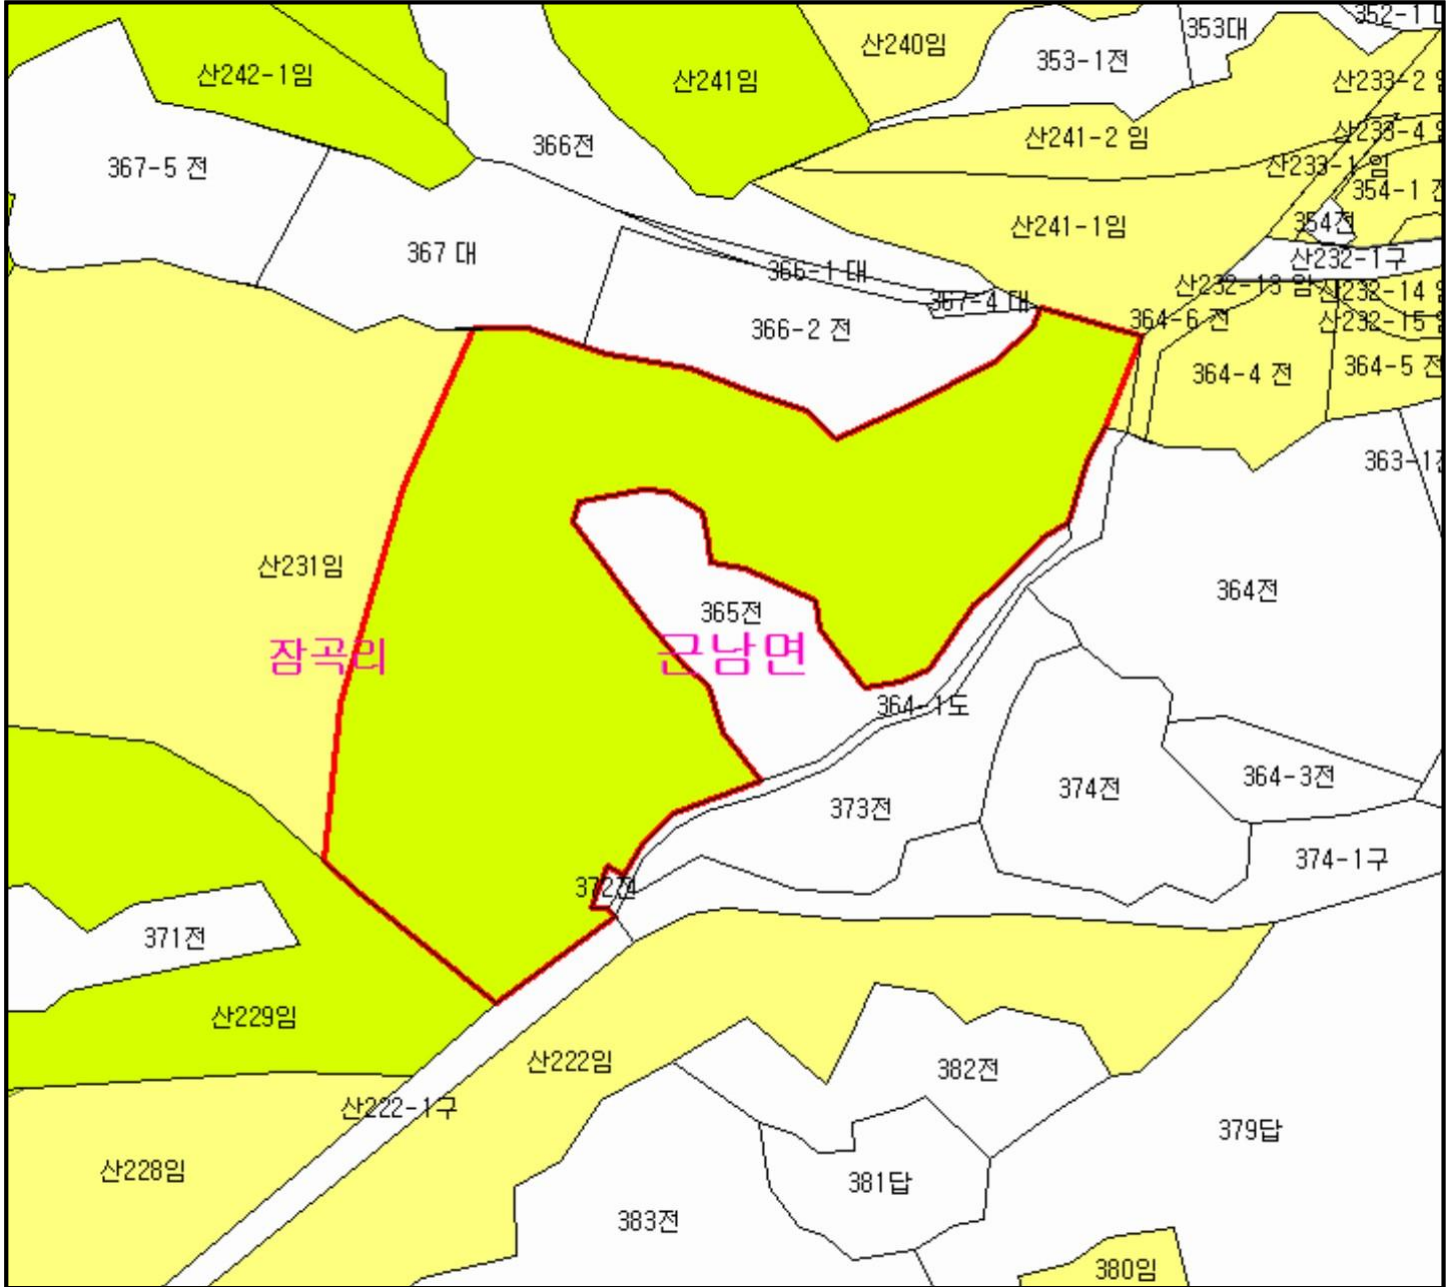 352-1
353대
산240임
353-1전
산242-1임
산241임
산233-2
산241-2 임
산233-4
366전
산233-1 임
367-5 전
354-1
산241-1임
354전
367 대
산232-1구
366-1 대
산232-13 임
산232-14
367-4 대
364-6 전
산232-15
366-2 전
364-4 전
364-5 전
363-1전
산231임
364전
365전
잠곡리
근남면
364-1도
364-3전
374전
373전
374-1구
372전
371전
산229임
산222임
382전
산222-1구
379답
산228임
381답
383전
380임